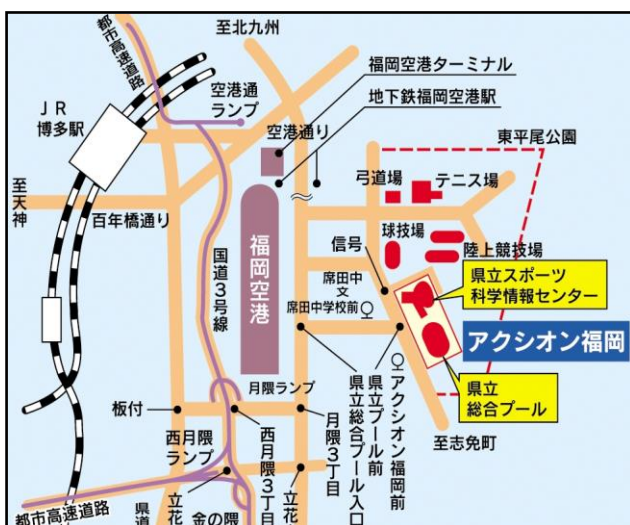 都市高速道路
至北九州
福岡空港ターミナル
地下鉄福岡空港駅
空港通
ランプ
空港通り
JR
博多駅
東平尾公園
弓道場
テニス場
至天神
百年橋通り
球技場
陸上競技場
信号
国道3号線
福岡空港
席田中
文
席田中学校前
県立スポーツ
科学情報センター
アクシオン福岡
県立
総合プール
月隈ランプ
板付
西月隈
ランプ
西月隈3丁目
月隈3丁目
県立総合プール入口
県立プール前
アクシオン福岡前
至志免町
都市高速道路
県道
立花
金の隈
立花